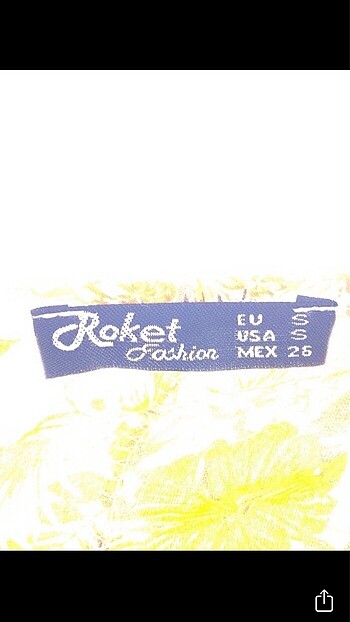 Roket
Fashion
EU S
USA S
MEX 26